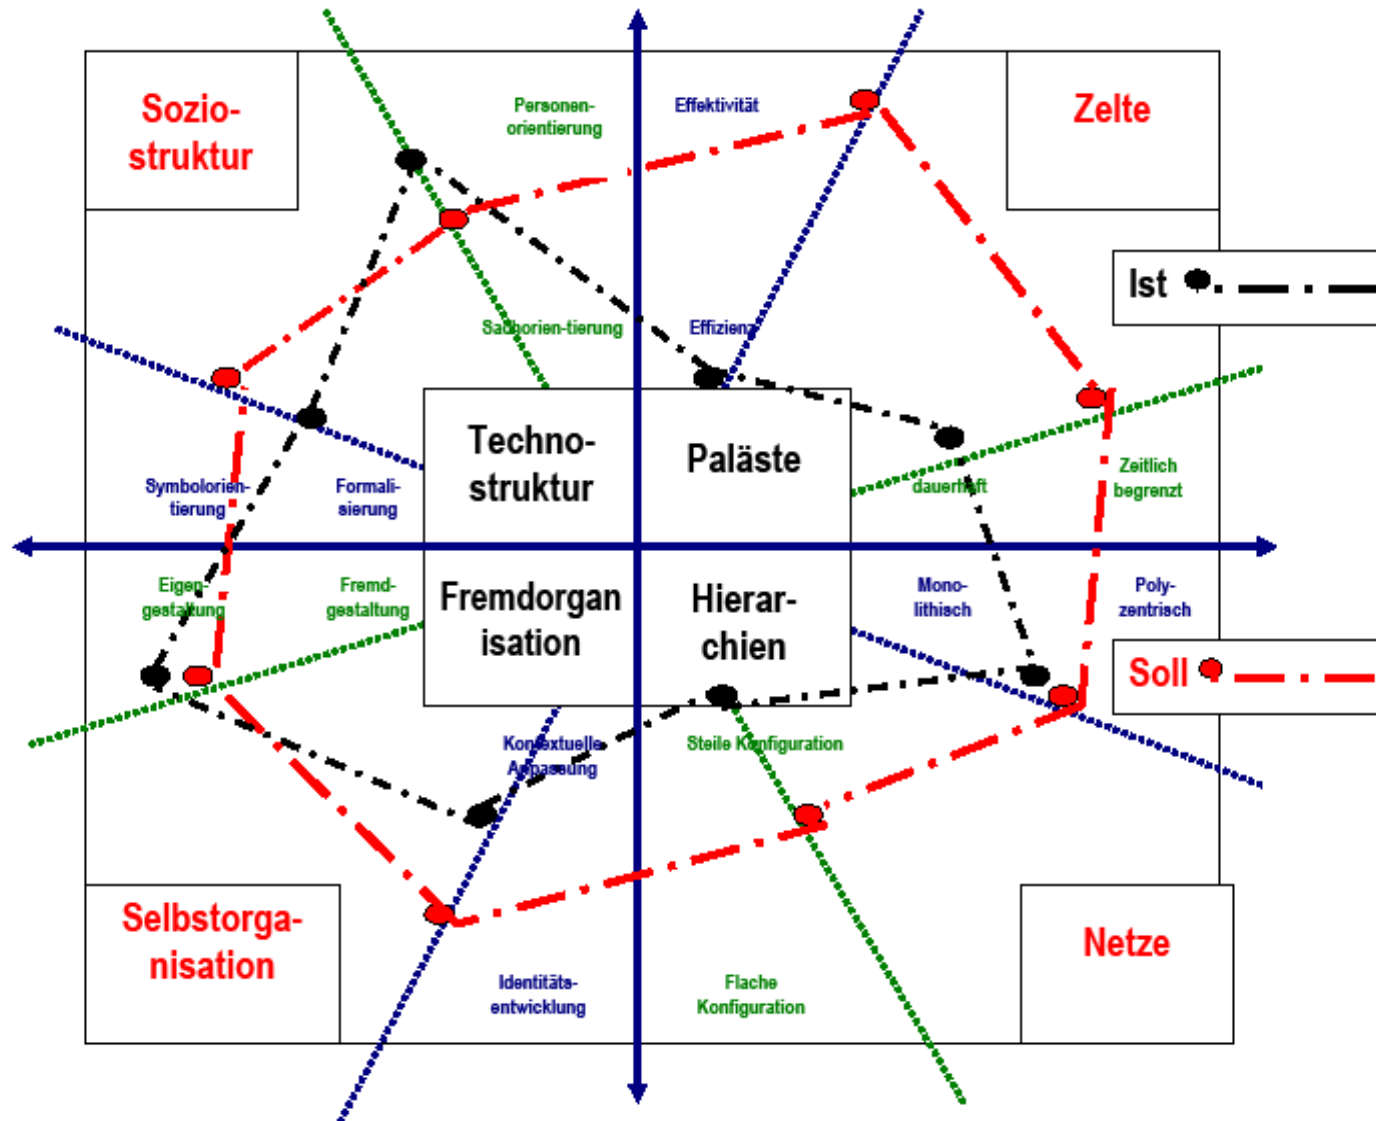 Sozio-
struktur
Personen-
orientierung
Effektivität
Zelte
Ist
Sachorien-tierung
Effizienz
Techno-
struktur
Paläste
Symbolorien-
tierung
Formali-
sierung
dauerhaft
Zeitlich
begrenzt
Eigen-
gestaltung
Fremd-
gestaltung
Fremdorgan
isation
Hierar-
chien
Mono-
lithisch
Poly-
zentrisch
Soll
Kontextuelle
Anpassung
Steile Konfiguration
Selbstorga-
nisation
Identitäts-
entwicklung
Flache
Konfiguration
Netze